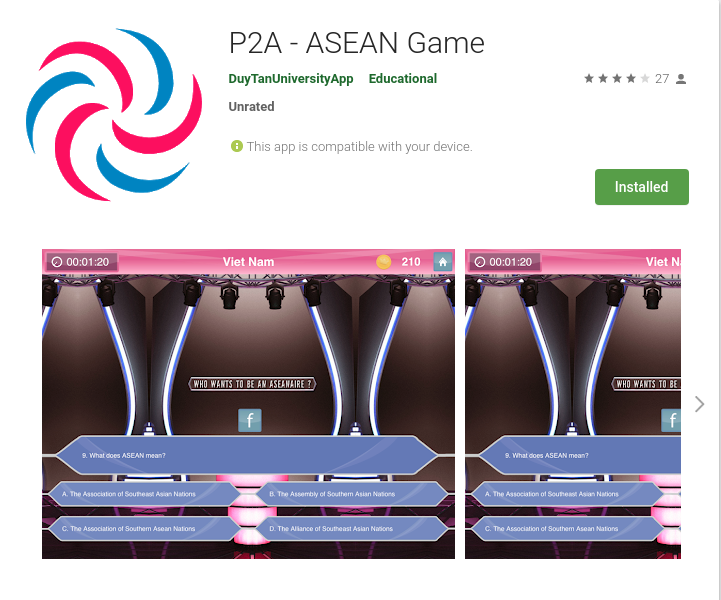 P2A - ASEAN Game
DuyTanUniversityApp Educational
27
Unrated
This app is compatible with your device.
Installed
00:01:20 Viet Nam 210
WHO WANTS TO BE AN ASEANAIRE ?
f
9. What does ASEAN mean?
A. The Association of Southeast Asian Nations
B. The Assembly of Southern Asian Nations
C. The Association of Southern Asean Nations
D. The Alliance of Southeast Asian Nations
00:01:20 Viet Na
WHO WANTS TO BE
f
9. What does ASEAN mean?
A. The Association of Southeast Asian Nations
C. The Association of Southern Asean Nations